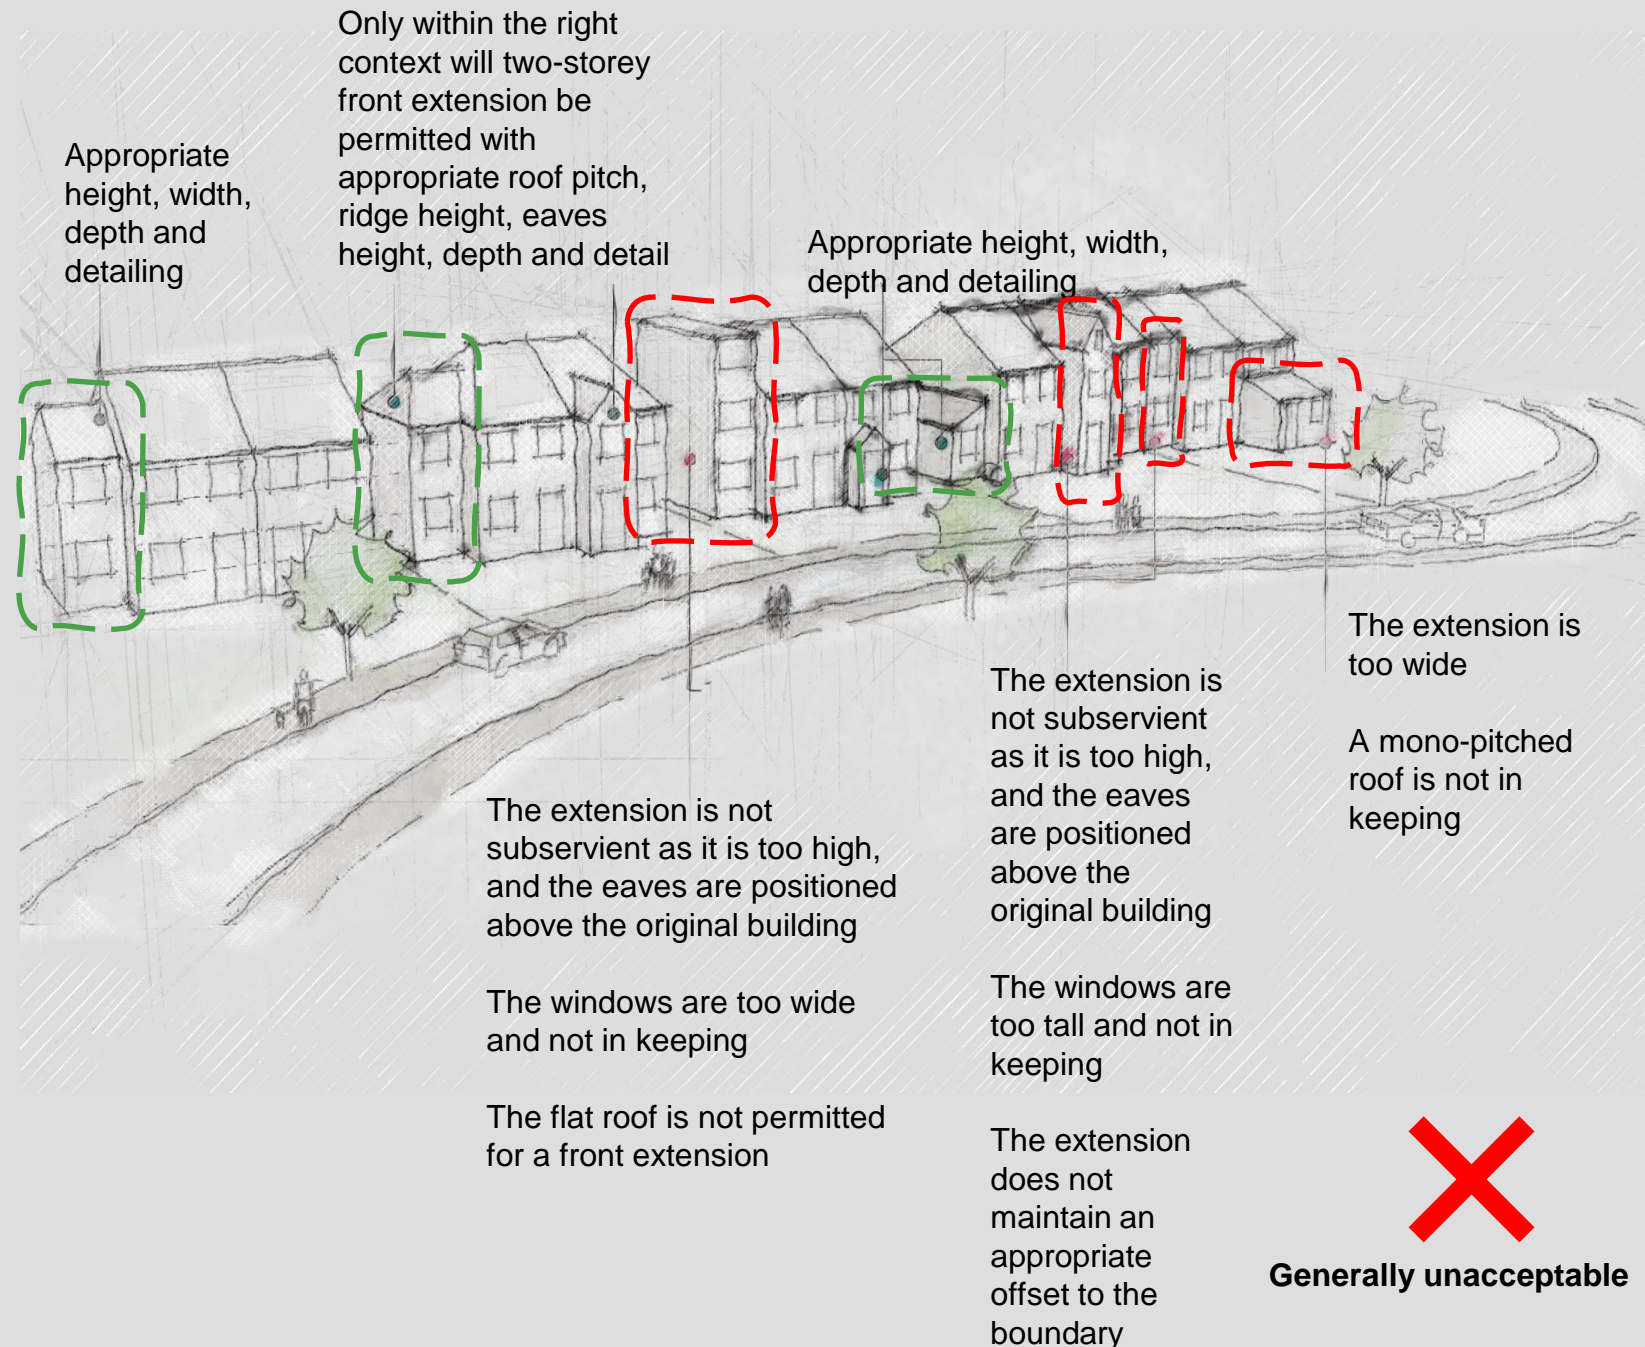 Only within the right
context will two-storey
front extension be
permitted with
appropriate roof pitch,
ridge height, eaves
height, depth and detail
Appropriate
height, width,
depth and
detailing
Appropriate height, width,
depth and detailing
The extension is
too wide
A mono-pitched
roof is not in
keeping
The extension is
not subservient
as it is too high,
and the eaves
are positioned
above the
original building
The windows are
too tall and not in
keeping
The extension
does not
maintain an
appropriate
offset to the
boundary
The extension is not
subservient as it is too high,
and the eaves are positioned
above the original building
The windows are too wide
and not in keeping
The flat roof is not permitted
for a front extension
Generally unacceptable